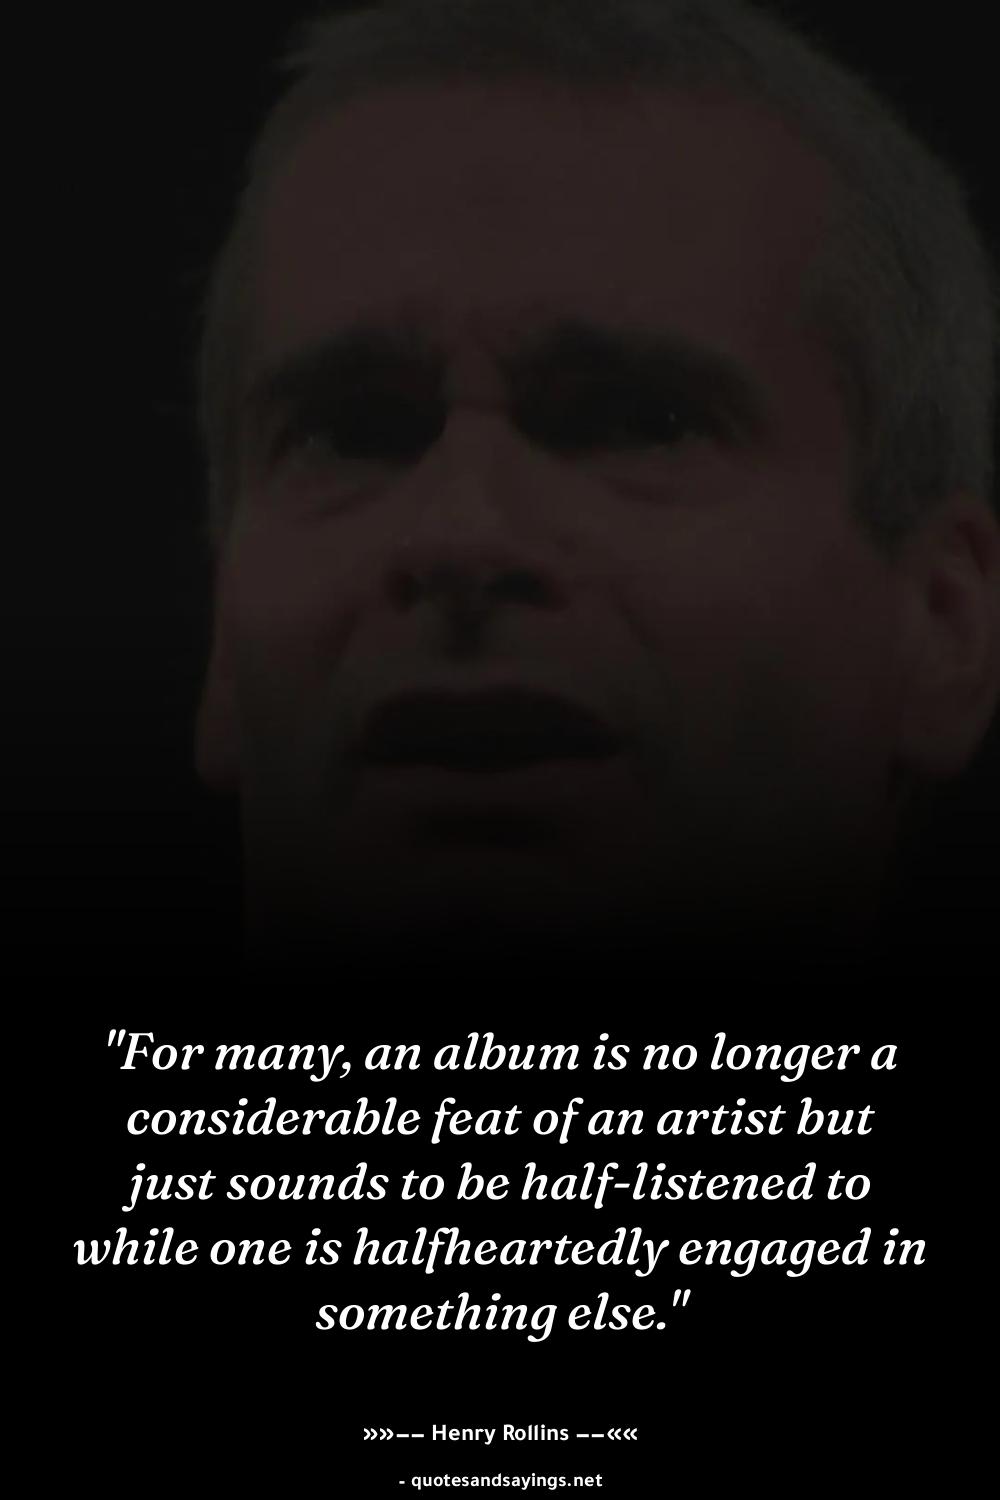 "For many, an album is no longer a
considerable feat of an artist but
just sounds to be half-listened to
while one is halfheartedly engaged in
something else."
»»—— Henry Rollins ——««
- quotesandsayings.net